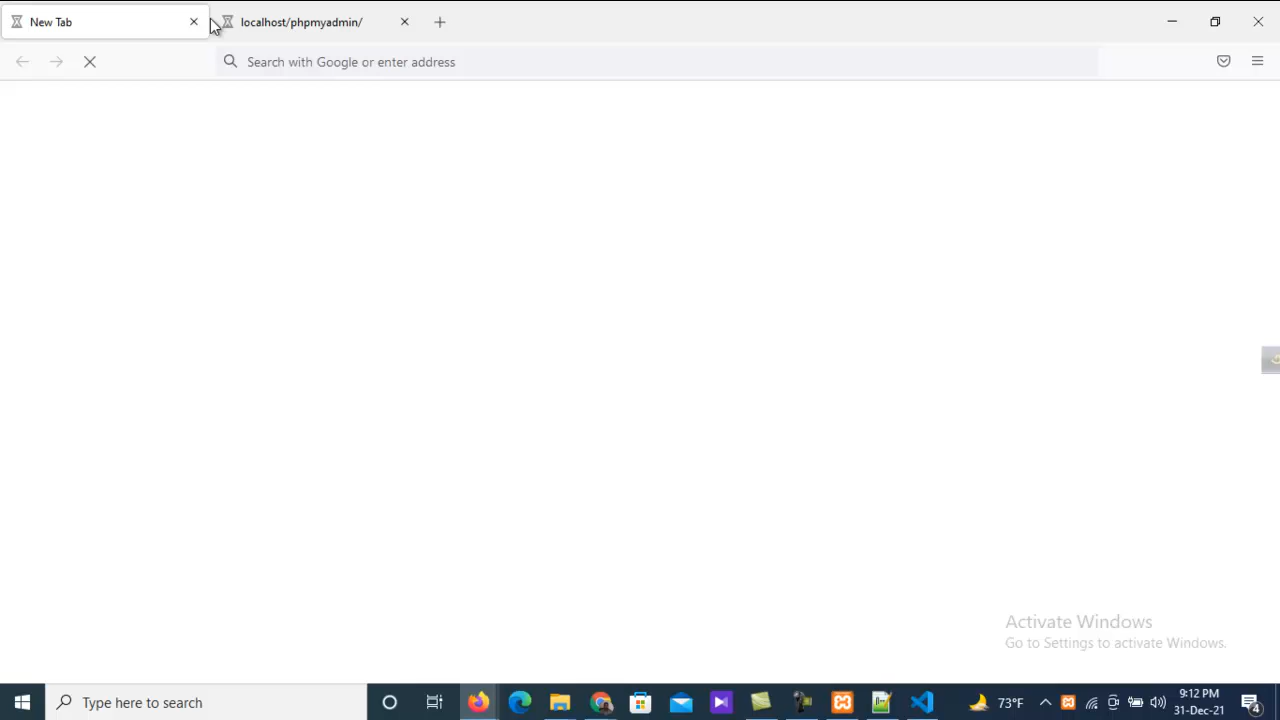 New Tab
localhost/phpmyadmin/
Search with Google or enter address
Activate Windows
Go to Settings to activate Windows.
Type here to search
73°F
9:12 PM
31-Dec-21
4